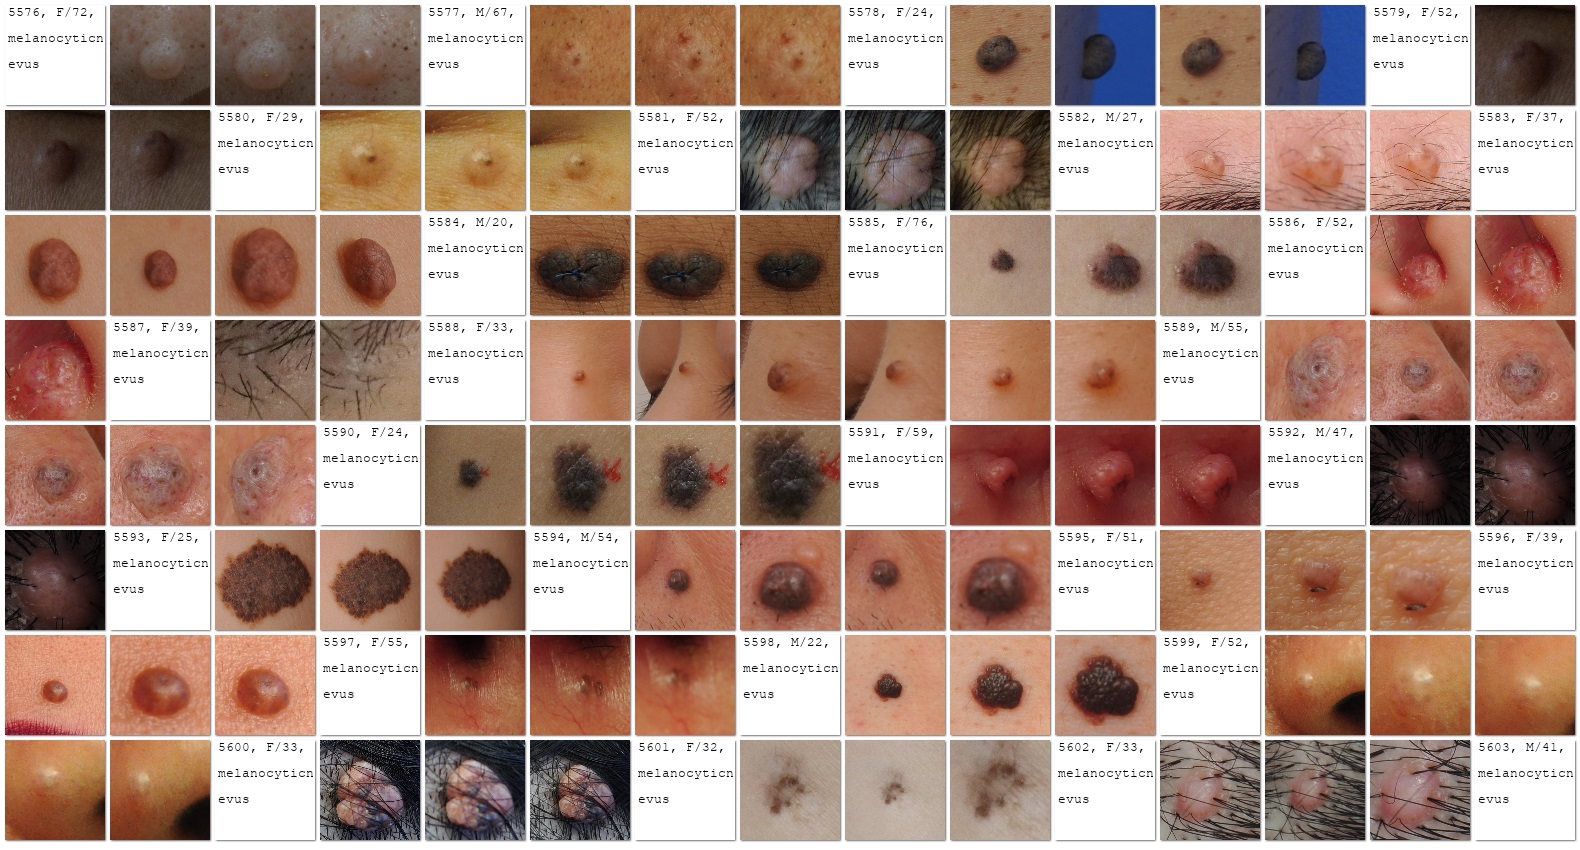 5576, F/72,
melanocyticn
evus
5577, M/67,
melanocyticn
evus
5578, F/24,
melanocyticn
evus
5579, F/52,
melanocyticn
evus
5580, F/29,
melanocyticn
evus
5581, F/52,
melanocyticn
evus
5582, M/27,
melanocyticn
evus
5583, F/37,
melanocyticn
evus
5584, M/20,
melanocyticn
evus
5585, F/76,
melanocyticn
evus
5586, F/52,
melanocyticn
evus
5587, F/39,
melanocyticn
evus
5588, F/33,
melanocyticn
evus
5589, M/55,
melanocyticn
evus
5590, F/24,
melanocyticn
evus
5591, F/59,
melanocyticn
evus
5592, M/47,
melanocyticn
evus
5593, F/25,
melanocyticn
evus
5594, M/54,
melanocyticn
evus
5595, F/51,
melanocyticn
evus
5596, F/39,
melanocyticn
evus
5597, F/55,
melanocyticn
evus
5598, M/22,
melanocyticn
evus
5599, F/52,
melanocyticn
evus
5600, F/33,
melanocyticn
evus
5601, F/32,
melanocyticn
evus
5602, F/33,
melanocyticn
evus
5603, M/41,
melanocyticn
evus